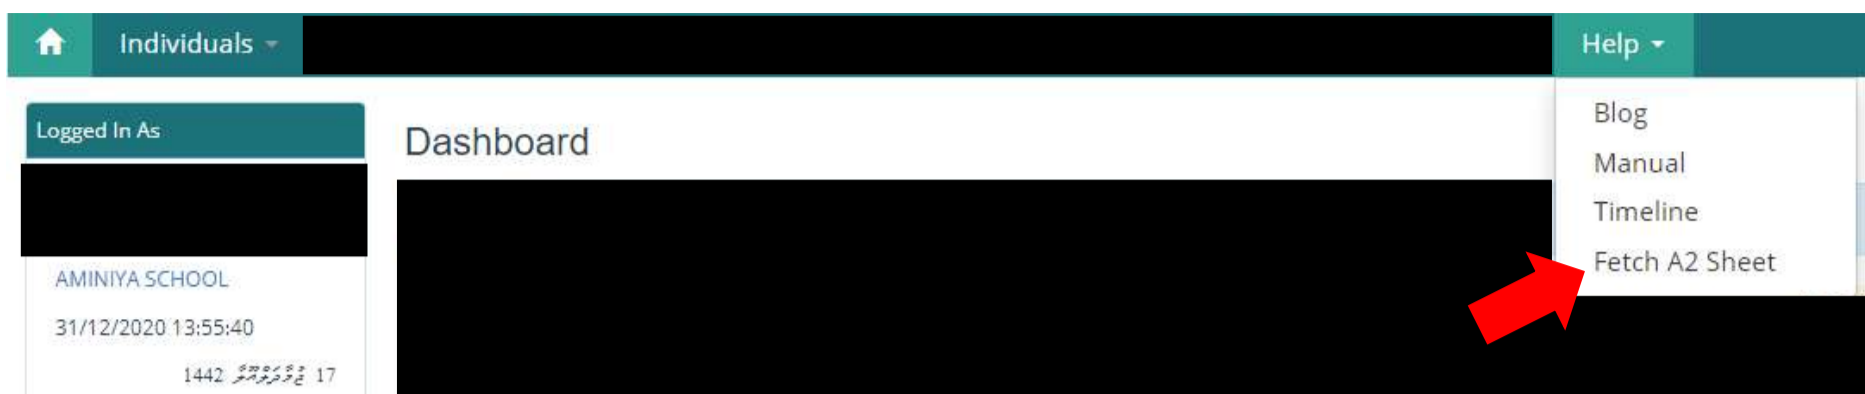 Individuals
Help
Blog
Manual
Timeline
Fetch A2 Sheet
Logged In As
Dashboard
AMINIYA SCHOOL
31/12/2020 13:55:40
17 ޖުމާދަލްއޫލާ 1442